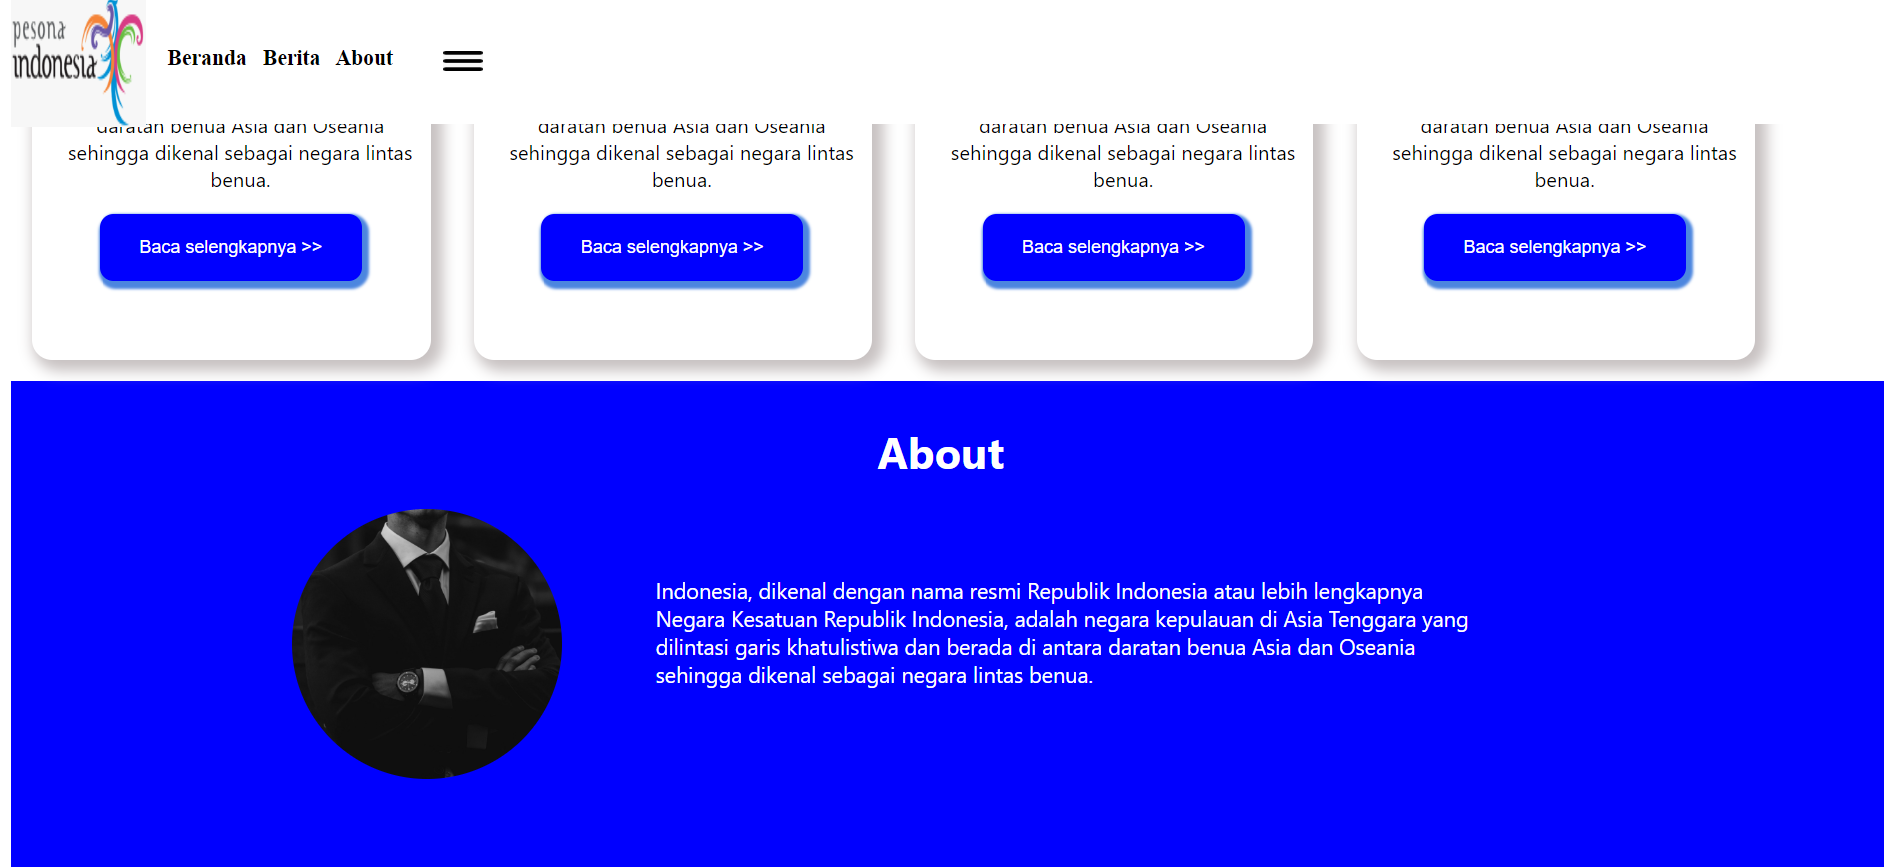 pesona
indonesia
Beranda Berita About
daratan benua Asia dan Oseania
sehingga dikenal sebagai negara lintas
benua.
Baca selengkapnya >>
daratan benua Asia dan Oseania
sehingga dikenal sebagai negara lintas
benua.
Baca selengkapnya >>
daratan benua Asia dan Oseania
sehingga dikenal sebagai negara lintas
benua.
Baca selengkapnya >>
daratan benua Asia dan Oseania
sehingga dikenal sebagai negara lintas
benua.
Baca selengkapnya >>
About
Indonesia, dikenal dengan nama resmi Republik Indonesia atau lebih lengkapnya
Negara Kesatuan Republik Indonesia, adalah negara kepulauan di Asia Tenggara yang
dilintasi garis khatulistiwa dan berada di antara daratan benua Asia dan Oseania
sehingga dikenal sebagai negara lintas benua.